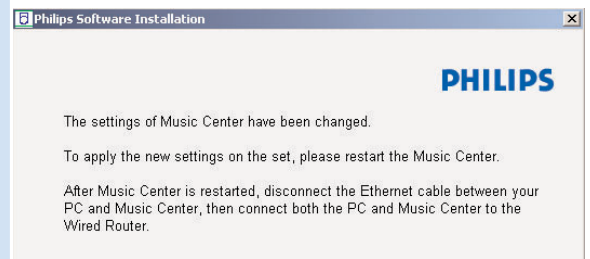 Philips Software Installation
PHILIPS
The settings of Music Center have been changed.
To apply the new settings on the set, please restart the Music Center.
After Music Center is restarted, disconnect the Ethernet cable between your
PC and Music Center, then connect both the PC and Music Center to the
Wired Router.